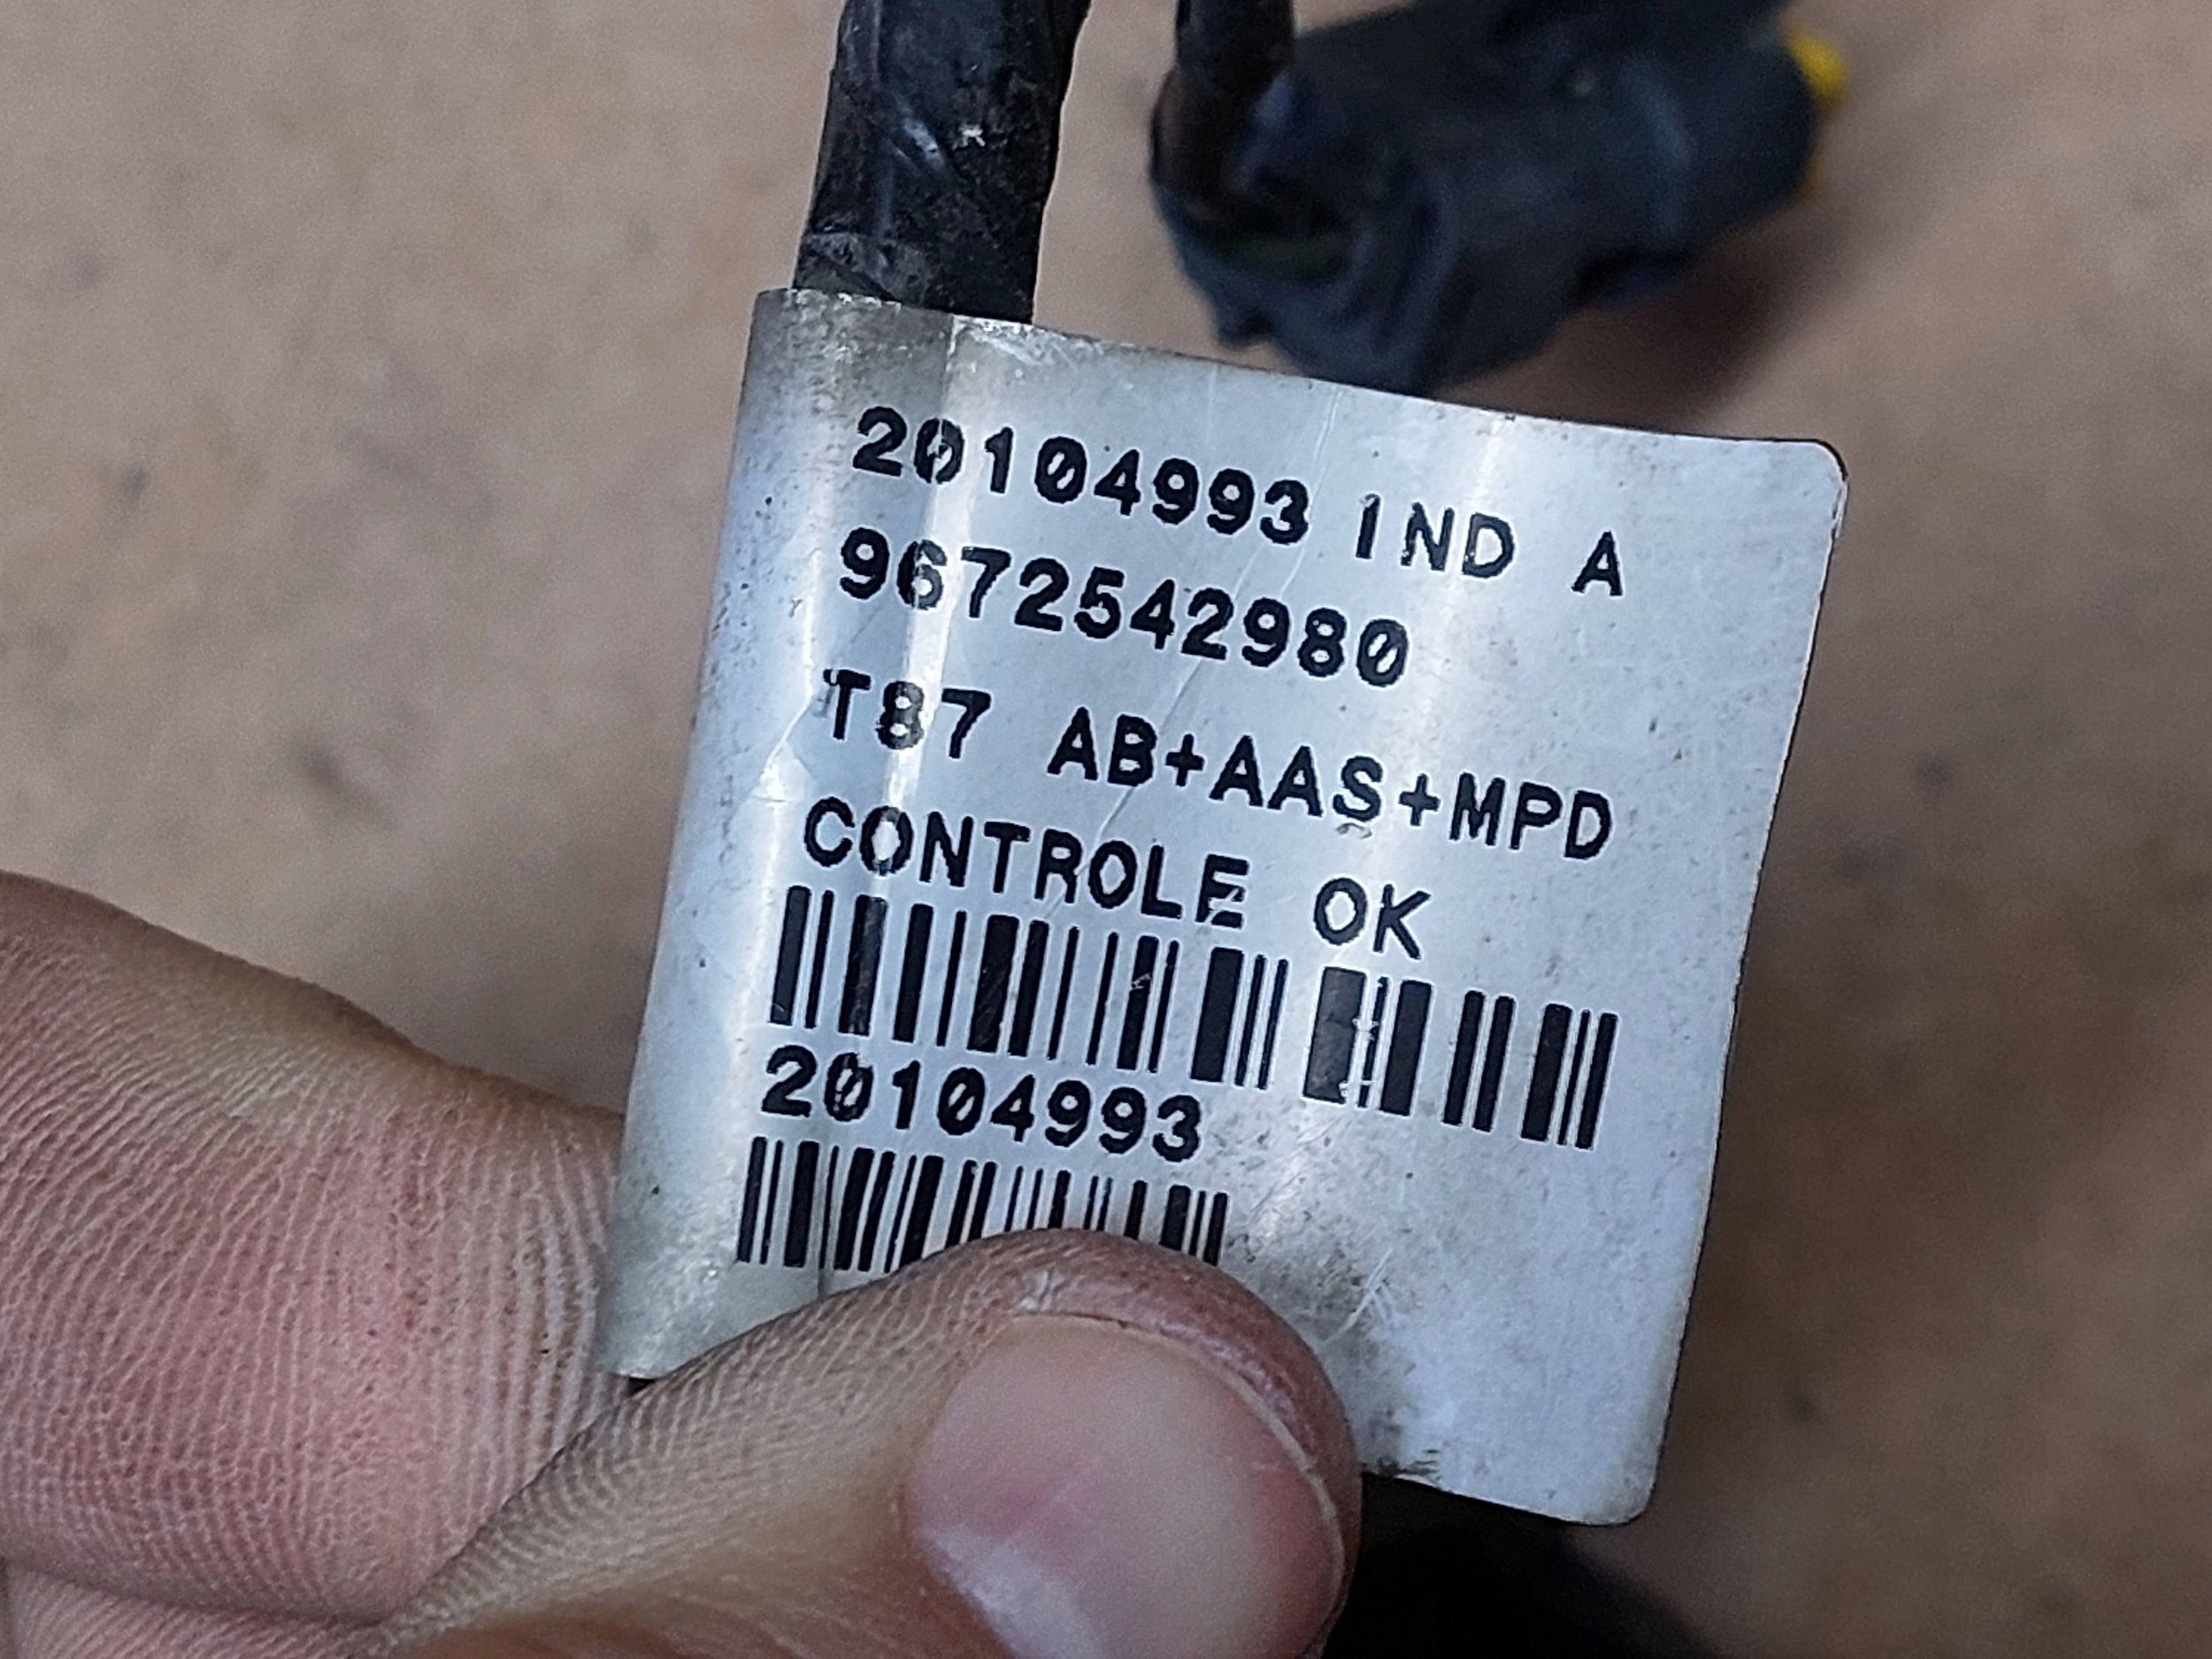 20104993 IND A
9672542980
T87 AB+AAS+MPD
CONTROLE OK
20104993